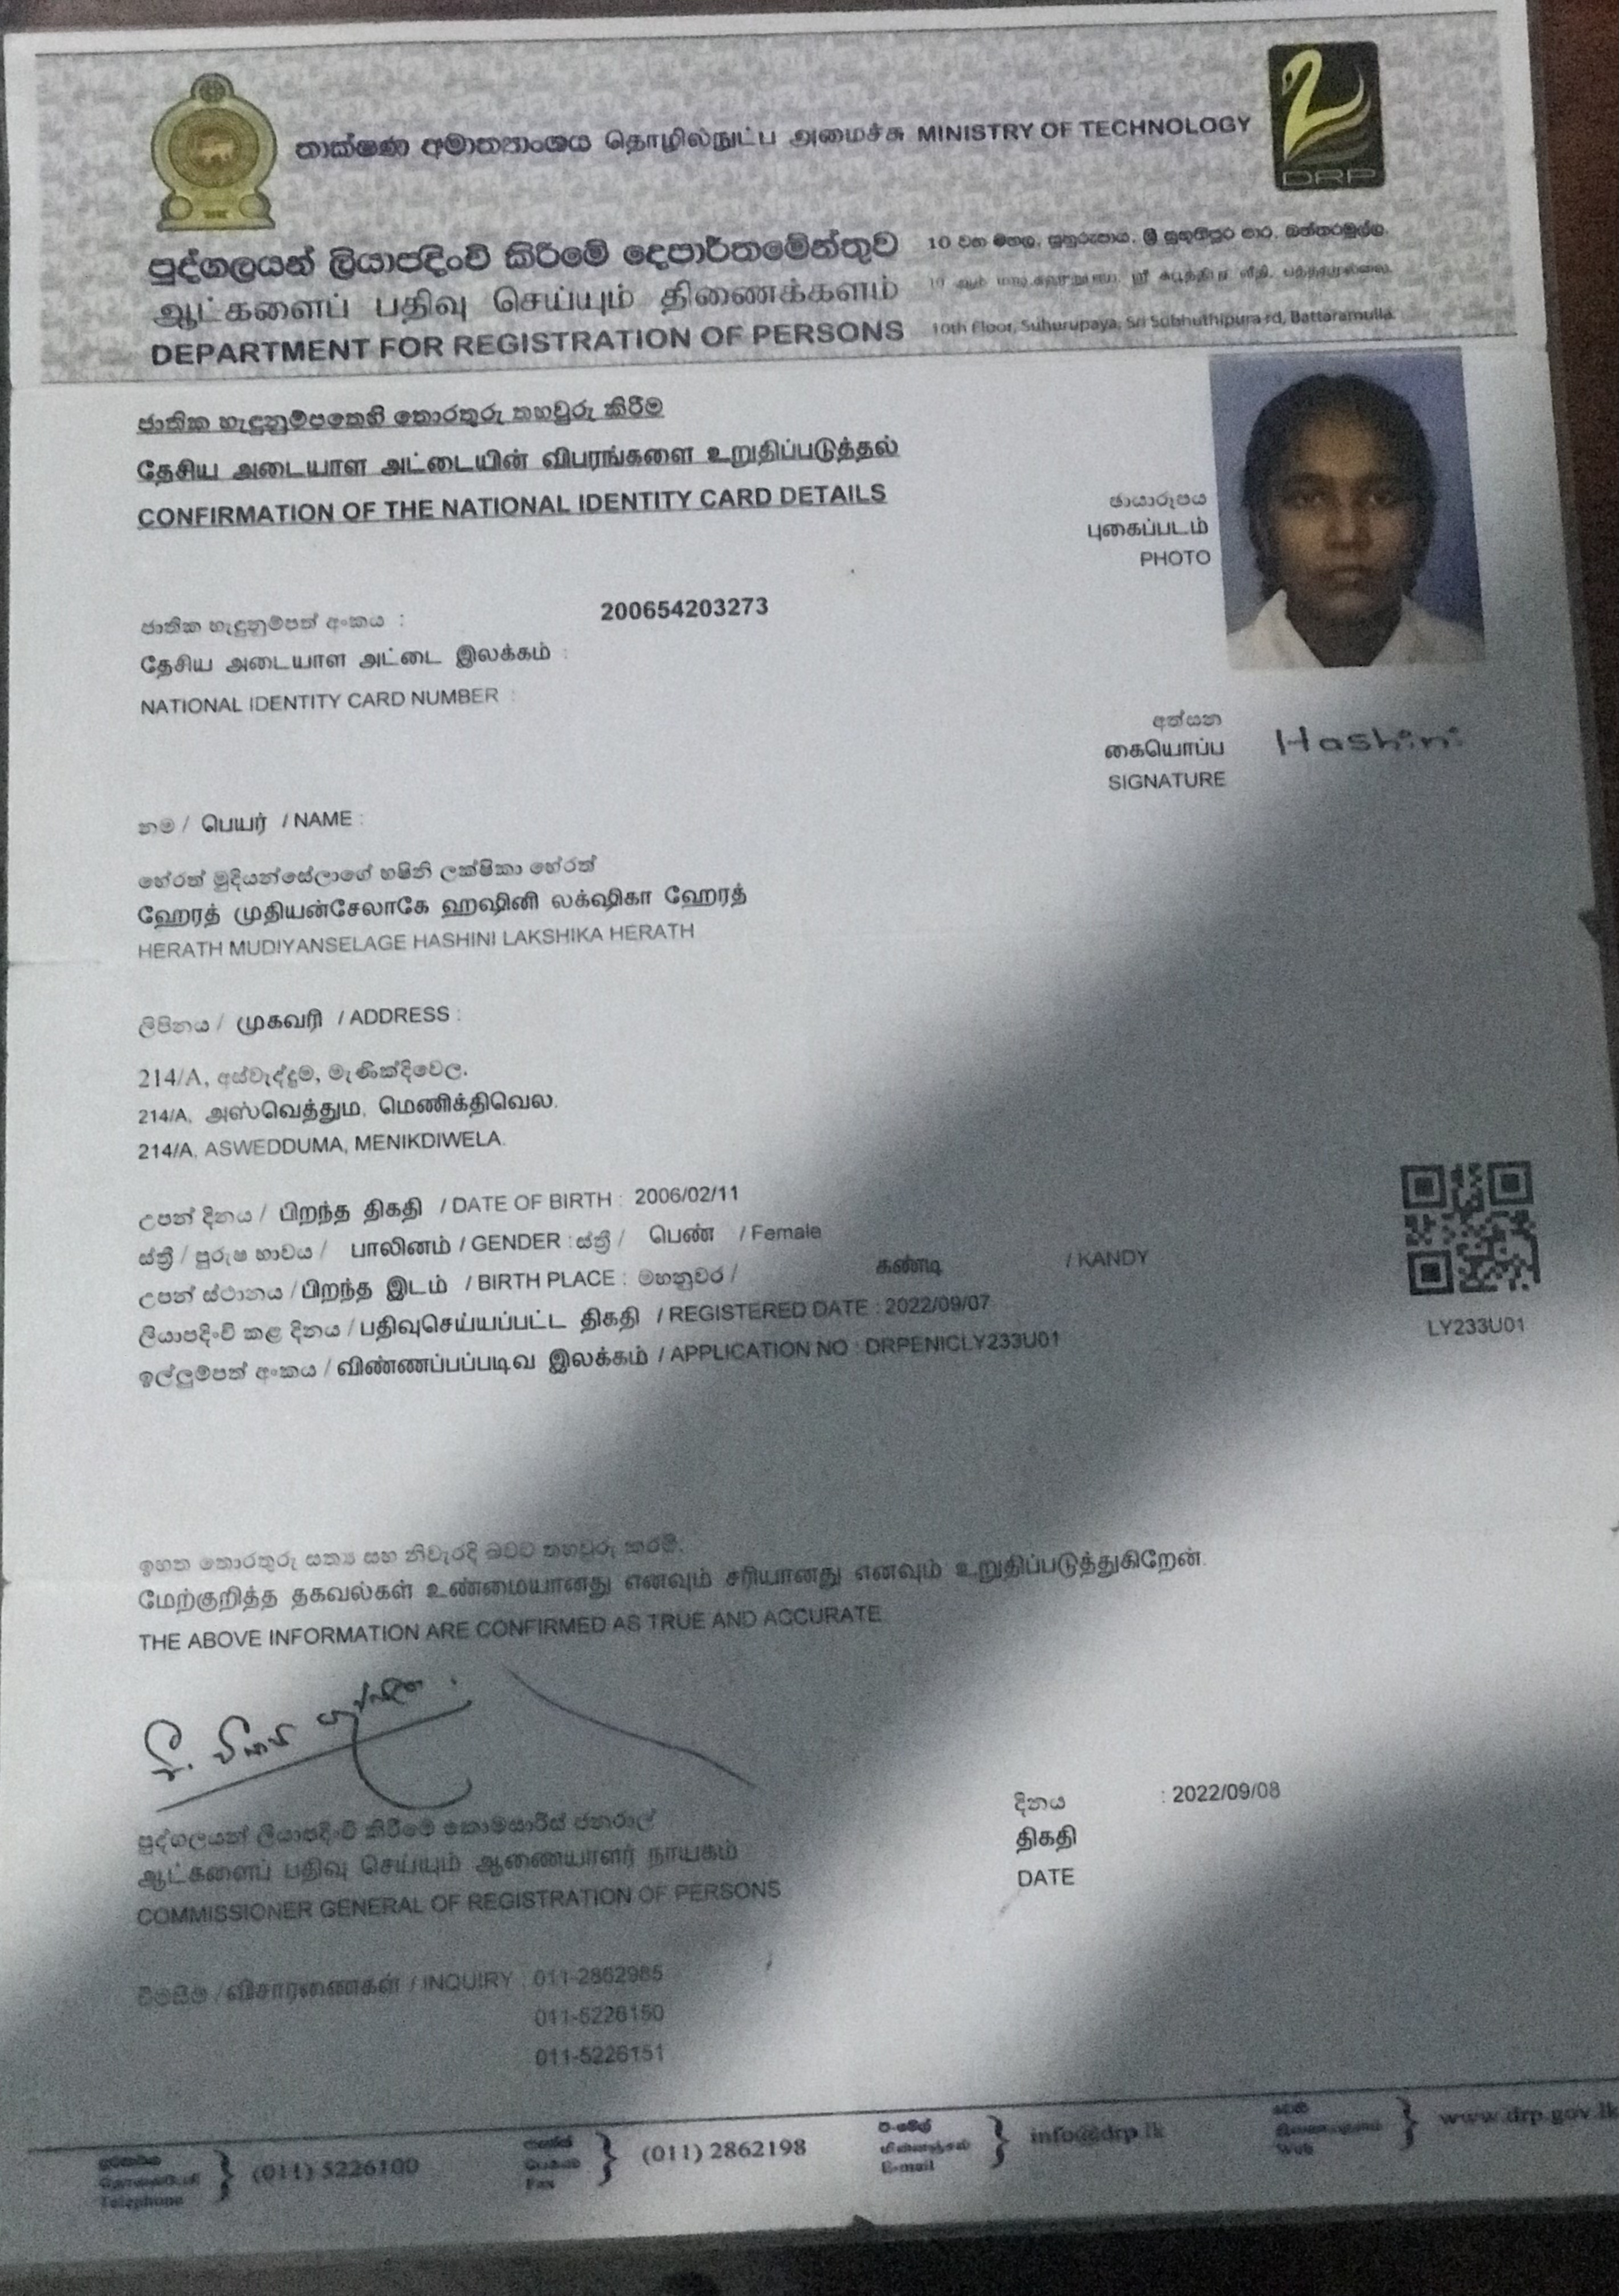 තාක්ෂණ අමාත්‍යාංශය தொழில்நுட்ப அமைச்சு MINISTRY OF TECHNOLOGY
DRP
පුද්ගලයන් ලියාපදිංචි කිරීමේ දෙපාර්තමේන්තුව
ஆட்களைப் பதிவு செய்யும் திணைக்களம்
DEPARTMENT FOR REGISTRATION OF PERSONS
10 වන මහල, සුහුරුපාය, ශ්‍රී සුභූතිපුර පාර, බත්තරමුල්ල.
10th Floor, Suhurupaya, Sri Subhuthipura rd, Battaramulla.
ජාතික හැඳුනුම්පතෙහි තොරතුරු තහවුරු කිරීම
தேசிய அடையாள அட்டையின் விபரங்களை உறுதிப்படுத்தல்
CONFIRMATION OF THE NATIONAL IDENTITY CARD DETAILS
ඡායාරූපය
புகைப்படம்
PHOTO
ජාතික හැඳුනුම්පත් අංකය : 200654203273
தேசிய அடையாள அட்டை இலக்கம் :
NATIONAL IDENTITY CARD NUMBER :
අත්සන
கையொப்ப
SIGNATURE
Hashini
නම / பெயர் / NAME :
හේරත් මුදියන්සේලාගේ හෂිනි ලක්ෂිකා හේරත්
ஹேரத் முதியன்சேலாகே ஹஷினி லக்ஷிகா ஹேரத்
HERATH MUDIYANSELAGE HASHINI LAKSHIKA HERATH
ලිපිනය / முகவரி / ADDRESS :
214/A, අස්වැද්දුම, මැණික්දිවෙල.
214/A, அஸ்வெத்தும, மெணிக்திவெல.
214/A, ASWEDDUMA, MENIKDIWELA.
උපන් දිනය / பிறந்த திகதி / DATE OF BIRTH : 2006/02/11
ස්ත්‍රී / පුරුෂ භාවය / பாலினம் / GENDER : ස්ත්‍රී / பெண் / Female
උපන් ස්ථානය / பிறந்த இடம் / BIRTH PLACE : මහනුවර / கண்டி / KANDY
ලියාපදිංචි කළ දිනය / பதிவுசெய்யப்பட்ட திகதி / REGISTERED DATE : 2022/09/07
ඉල්ලුම්පත් අංකය / விண்ணப்பப்படிவ இலக்கம் / APPLICATION NO : DRPENICLY233U01
LY233U01
ඉහත තොරතුරු සත්‍ය සහ නිවැරදි බවට තහවුරු කරමි.
மேற்குறித்த தகவல்கள் உண்மையானது எனவும் சரியானது எனவும் உறுதிப்படுத்துகிறேன்.
THE ABOVE INFORMATION ARE CONFIRMED AS TRUE AND ACCURATE
පුද්ගලයන් ලියාපදිංචි කිරීමේ කොමසාරිස් ජනරාල්
ஆட்களைப் பதிவு செய்யும் ஆணையாளர் நாயகம்
COMMISSIONER GENERAL OF REGISTRATION OF PERSONS
දිනය : 2022/09/08
திகதி
DATE
විමසීම් / விசாரணைகள் / INQUIRY : 011-2862985
011-5226150
011-5226151
Telephone
(011) 5226100
Fax
(011) 2862198
ඊ-මේල්
மின்னஞ்சல்
E-mail
info@drp.lk
වෙබ්
Web
www.drp.gov.lk